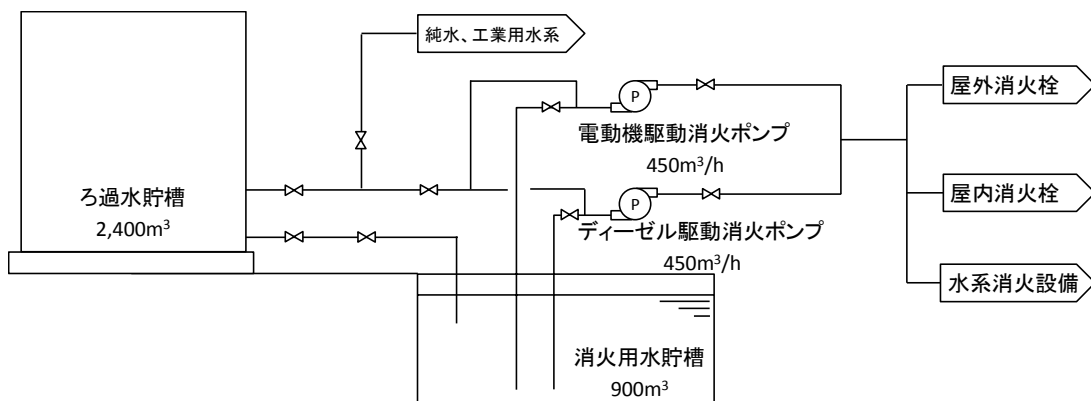 純水、工業用水系
P
電動機駆動消火ポンプ
450m³/h
屋外消火栓
ろ過水貯槽
2,400m³
P
ディーゼル駆動消火ポンプ
450m³/h
屋内消火栓
水系消火設備
消火用水貯槽
900m³